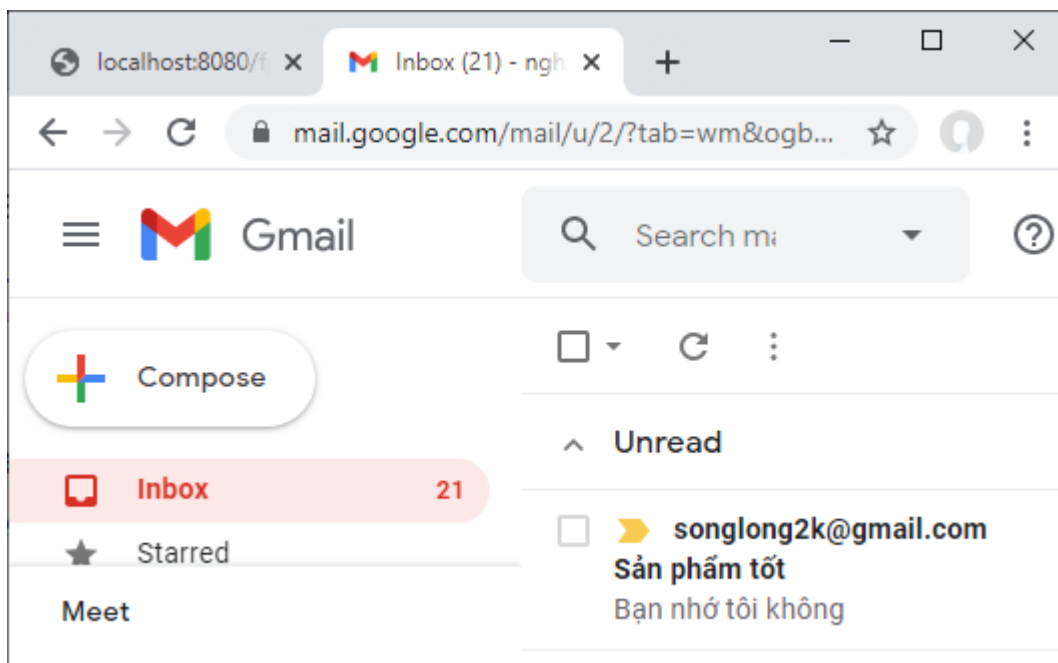 localhost:8080/f
Inbox (21) - ngh
mail.google.com/mail/u/2/?tab=wm&ogb...
Gmail
Search ma
Compose
Unread
Inbox 21
songlong2k@gmail.com
Starred
Sản phẩm tốt
Meet
Bạn nhớ tôi không